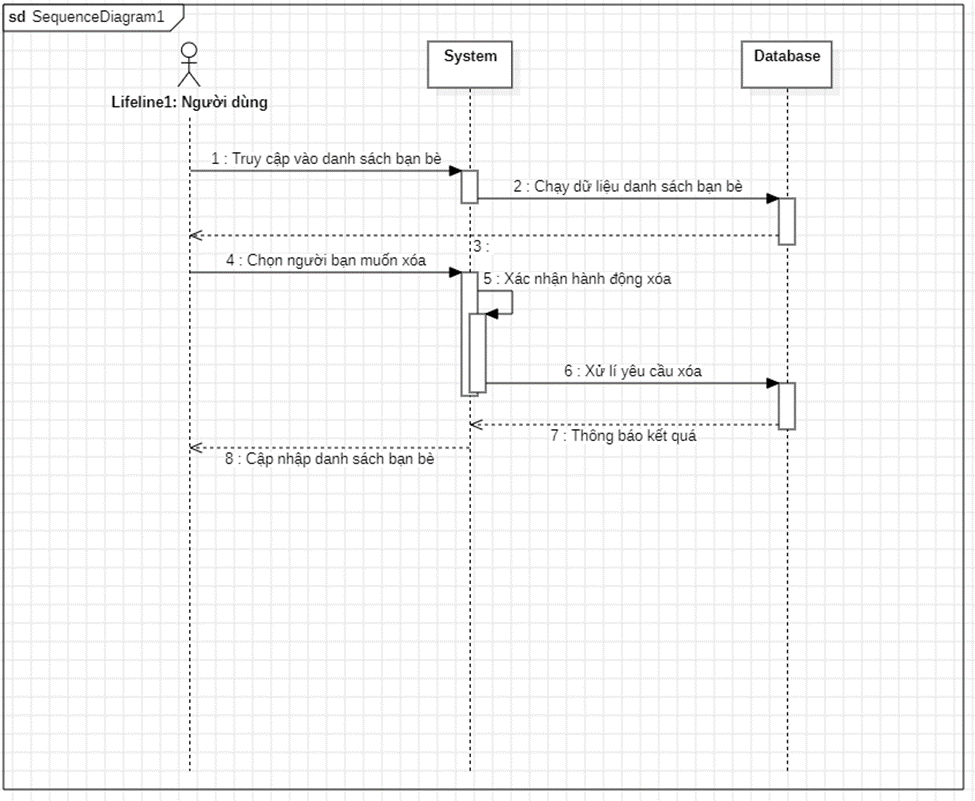 sd SequenceDiagram1
System
Database
Lifeline1: Người dùng
1 : Truy cập vào danh sách bạn bè
2 : Chạy dữ liệu danh sách bạn bè
3 :
4 : Chọn người bạn muốn xóa
5 : Xác nhận hành động xóa
6 : Xử lí yêu cầu xóa
7 : Thông báo kết quá
8 : Cập nhập danh sách bạn bè